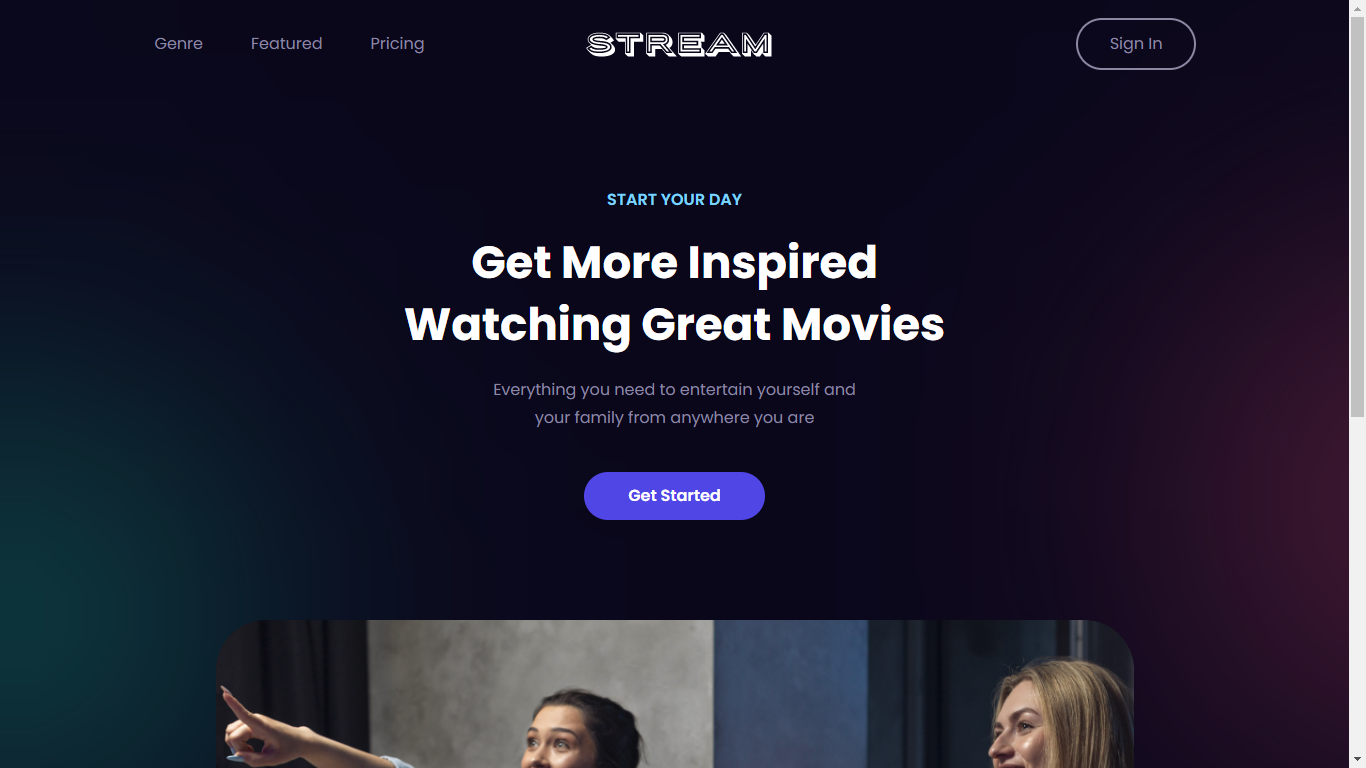 Genre Featured Pricing STREAM Sign In
START YOUR DAY
Get More Inspired
Watching Great Movies
Everything you need to entertain yourself and
your family from anywhere you are
Get Started